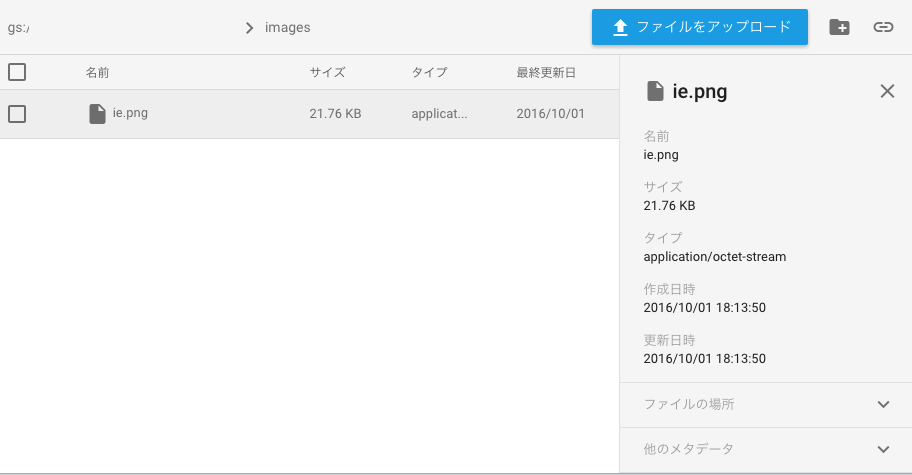 gs:/
images
ファイルをアップロード
名前 サイズ タイプ 最終更新日
ie.png 21.76 KB applicat... 2016/10/01
ie.png
名前
ie.png
サイズ
21.76 KB
タイプ
application/octet-stream
作成日時
2016/10/01 18:13:50
更新日時
2016/10/01 18:13:50
ファイルの場所
他のメタデータ